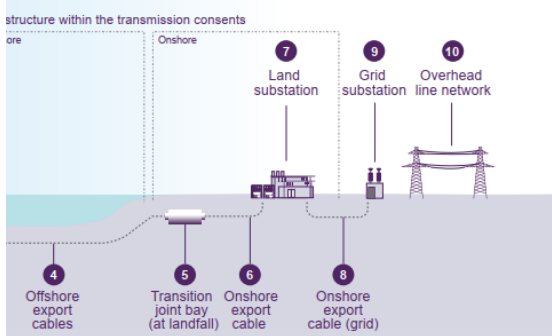 structure within the transmission consents
ore
Onshore
7
Land
substation
9
Grid
substation
10
Overhead
line network
4
Offshore
export
cables
5
Transition
joint bay
(at landfall)
6
Onshore
export
cable
8
Onshore
export
cable (grid)